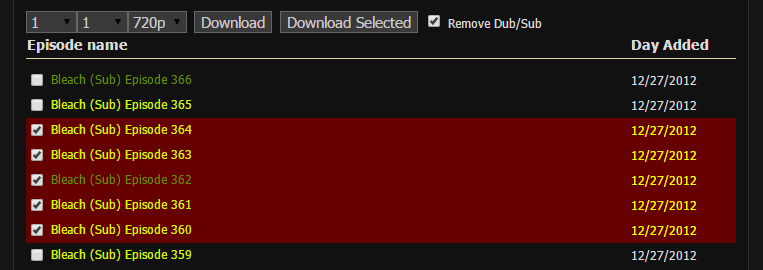 1 1 720p Download Download Selected Remove Dub/Sub
Episode name Day Added
Bleach (Sub) Episode 366 12/27/2012
Bleach (Sub) Episode 365 12/27/2012
Bleach (Sub) Episode 364 12/27/2012
Bleach (Sub) Episode 363 12/27/2012
Bleach (Sub) Episode 362 12/27/2012
Bleach (Sub) Episode 361 12/27/2012
Bleach (Sub) Episode 360 12/27/2012
Bleach (Sub) Episode 359 12/27/2012